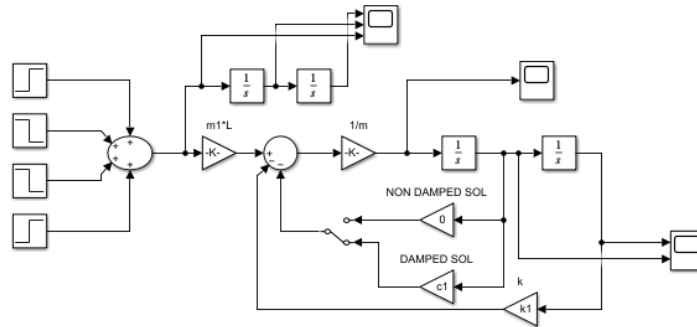 1/s
1/s
m1*L
1/m
-K-
-K-
1/s
1/s
NON DAMPED SOL
0
DAMPED SOL
c1
k
k1